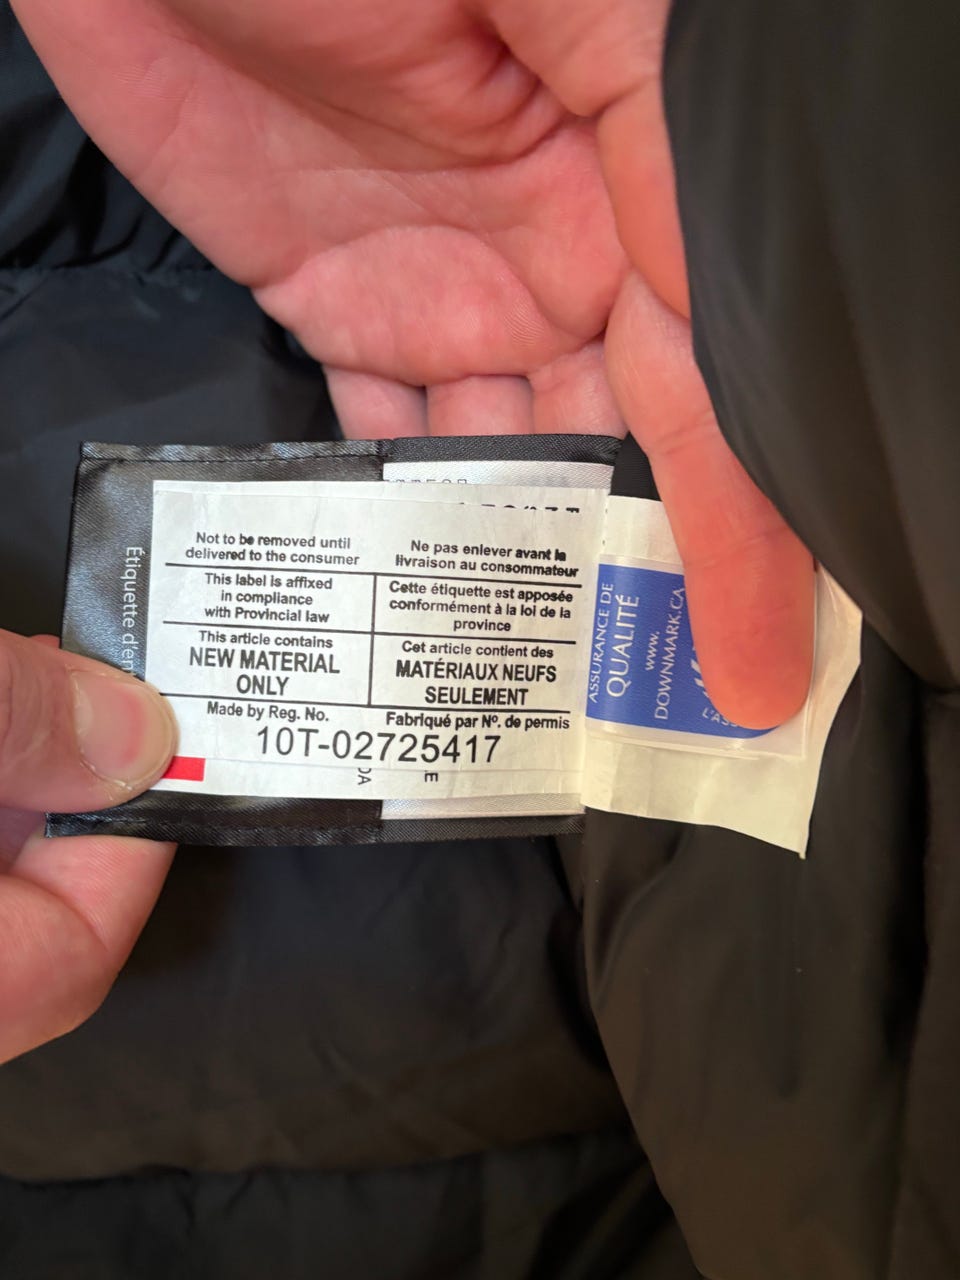 Not to be removed until
delivered to the consumer
Ne pas enlever avant la
livraison au consommateur
This label is affixed
in compliance
with Provincial law
Cette étiquette est apposée
conformément à la loi de la
province
This article contains
NEW MATERIAL
ONLY
Cet article contient des
MATÉRIAUX NEUFS
SEULEMENT
Made by Reg. No.
Fabriqué par Nº. de permis
10T-02725417
Étiquette d'en
ASSURANCE DE
QUALITÉ
www.
DOWNMARK.CA